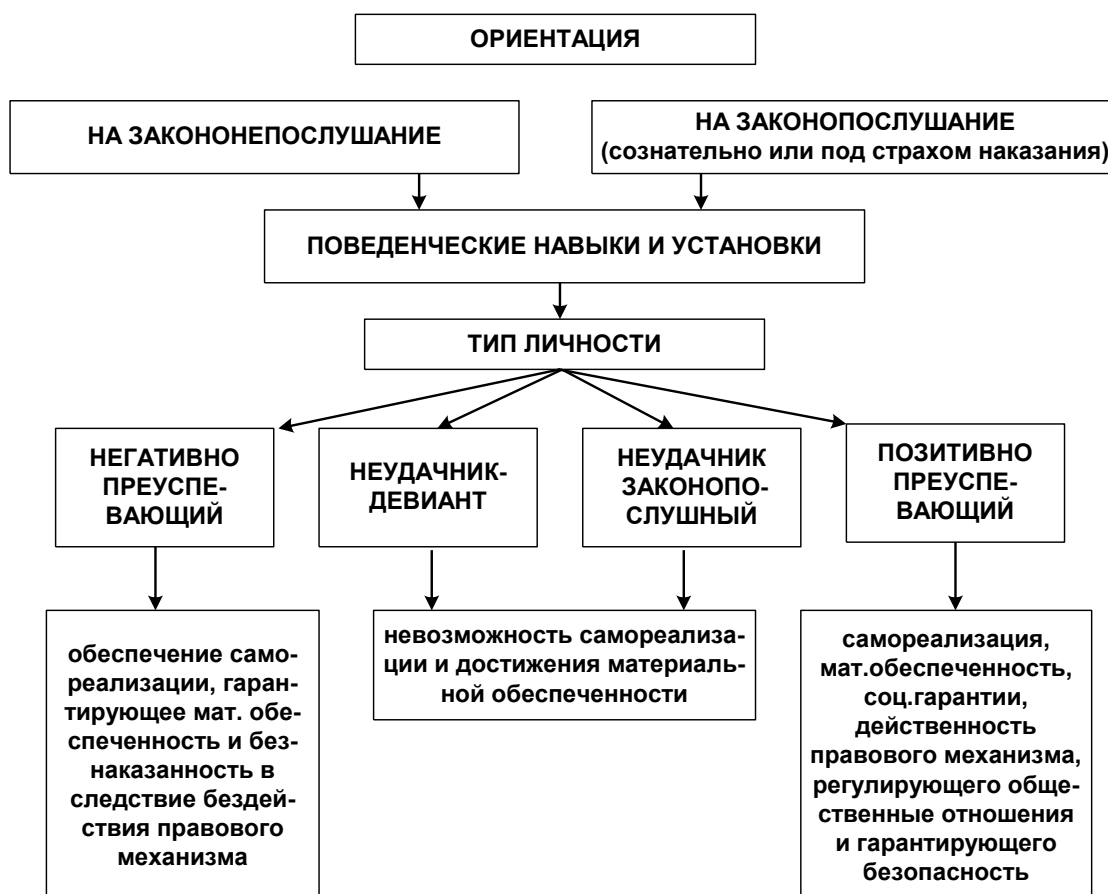 ОРИЕНТАЦИЯ
НА ЗАКОНОНЕПОСЛУШАНИЕ
НА ЗАКОНОПОСЛУШАНИЕ
(сознательно или под страхом наказания)
ПОВЕДЕНЧЕСКИЕ НАВЫКИ И УСТАНОВКИ
ТИП ЛИЧНОСТИ
НЕГАТИВНО
ПРЕУСПЕ-
ВАЮЩИЙ
НЕУДАЧНИК-
ДЕВИАНТ
НЕУДАЧНИК
ЗАКОНОПО-
СЛУШНЫЙ
ПОЗИТИВНО
ПРЕУСПЕ-
ВАЮЩИЙ
обеспечение само-
реализации, гаран-
тирующее мат. обе-
спеченность и без-
наказанность в
следствие бездей-
ствия правового
механизма
невозможность самореализа-
ции и достижения материаль-
ной обеспеченности
самореализация,
мат.обеспеченность,
соц.гарантии,
действенность
правового механизма,
регулирующего обще-
ственные отношения
и гарантирующего
безопасность